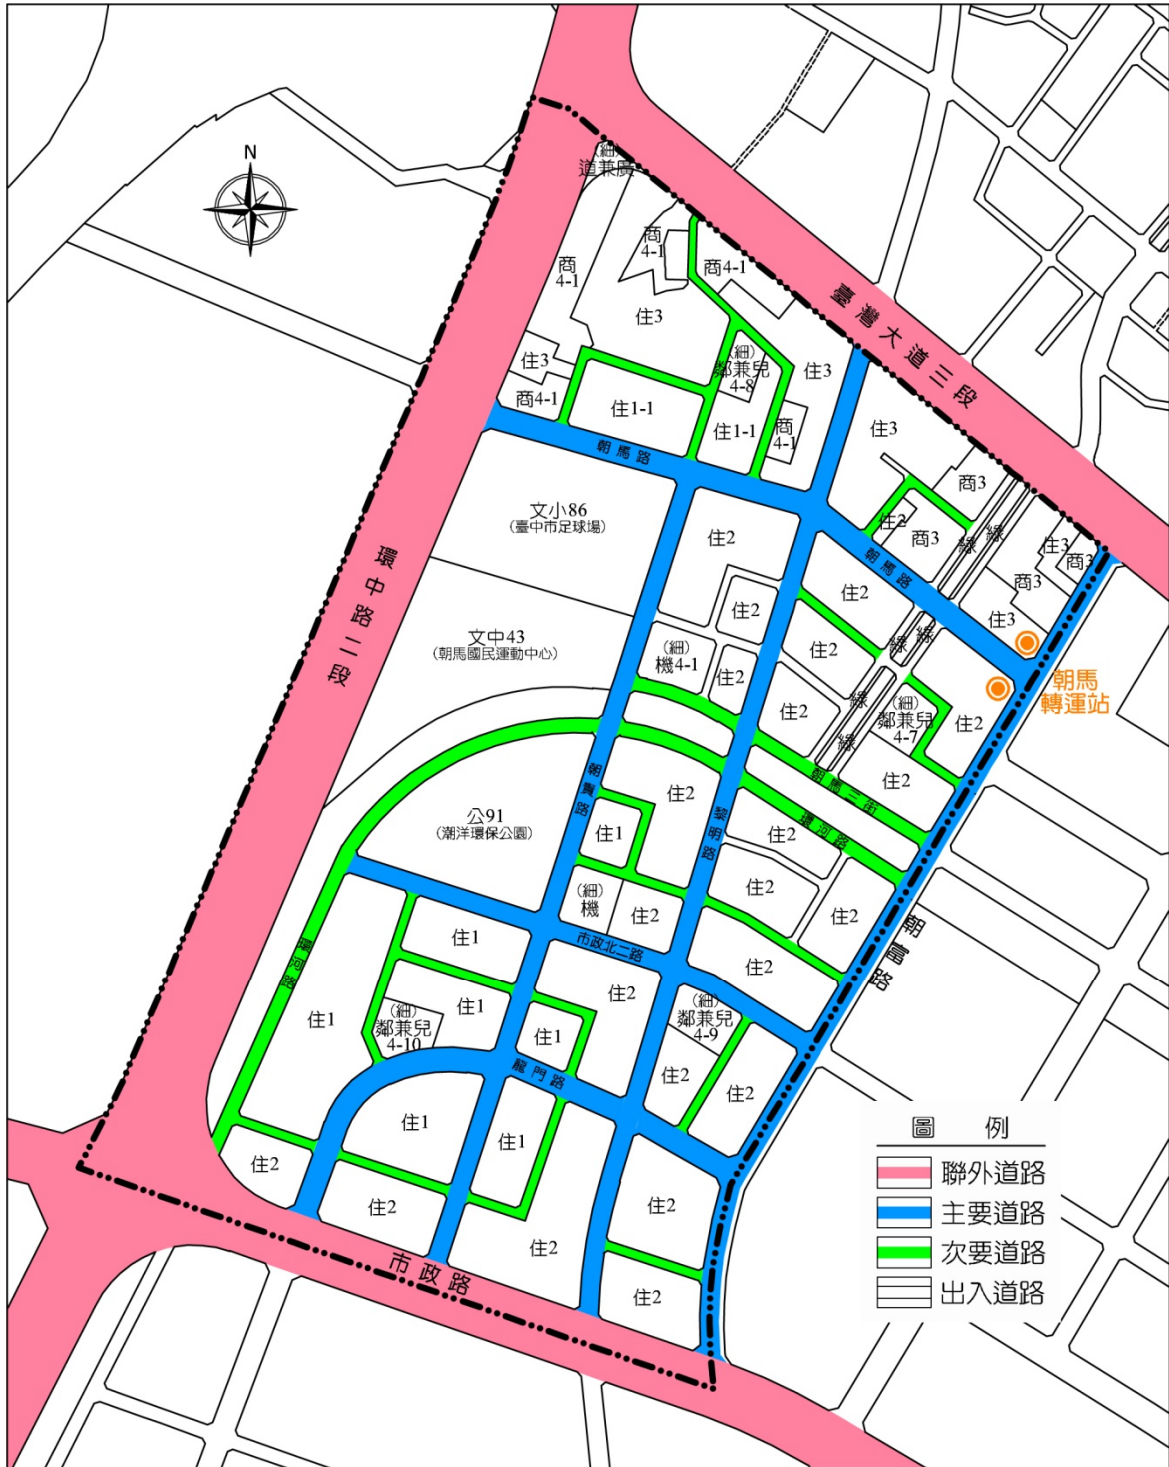 N
(細)
道兼廣
商
4-1
商
4-1
商4-1
臺灣大道三段
住3
住3
商4-1
(細)
鄰兼兒
4-8
住3
住1-1
住1-1
商
4-1
住3
朝馬路
商3
住2
商3
綠
綠
住3
商3
商3
住3
文小86
(臺中市足球場)
住2
朝馬路
環中路二段
住2
住2
文中43
(朝馬國民運動中心)
(細)
機4-1
住2
住2
綠
綠
朝馬
轉運站
住2
綠
綠
(細)
鄰兼兒
4-7
住2
住2
朝馬三街
朝貴路
住2
黎明路
環河路
公91
(潮洋環保公園)
住1
住2
住2
(細)
機
住2
住2
朝富路
住1
市政北二路
住2
環河路
住1
住1
(細)
鄰兼兒
4-10
住2
住1
(細)
鄰兼兒
4-9
龍門路
住2
住2
住1
住1
住2
住2
住2
住2
市政路
住2
圖 例
聯外道路
主要道路
次要道路
出入道路